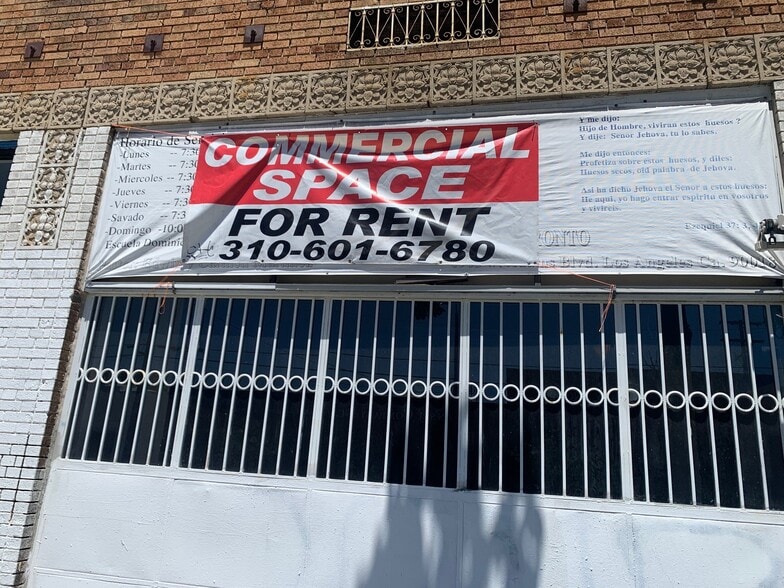 Horario de Ser
-Lunes -- 7:30
-Martes -- 7:30
-Miercoles -- 7:30
-Jueves -- 7:30
-Viernes -- 7:3
-Savado -- 7:3
Domingo -10:0
Escuela Dominic
COMMERCIAL
SPACE
FOR RENT
310-601-6780
Y me dijo:
Hijo de Hombre, viviran estos huesos ?
Y dije: Señor Jehova, tu lo sabes.
Me dijo entonces:
Profetiza sobre estos huesos, y diles:
Huesos secos, oid palabra de Jehova.
Asi ha dicho Jehova el Señor a estos huesos:
He aqui, yo hago entrar espiritu en vosotros
y vivireis.
Ezequiel 37: 3,
Blvd. Los Angeles Ca. 900